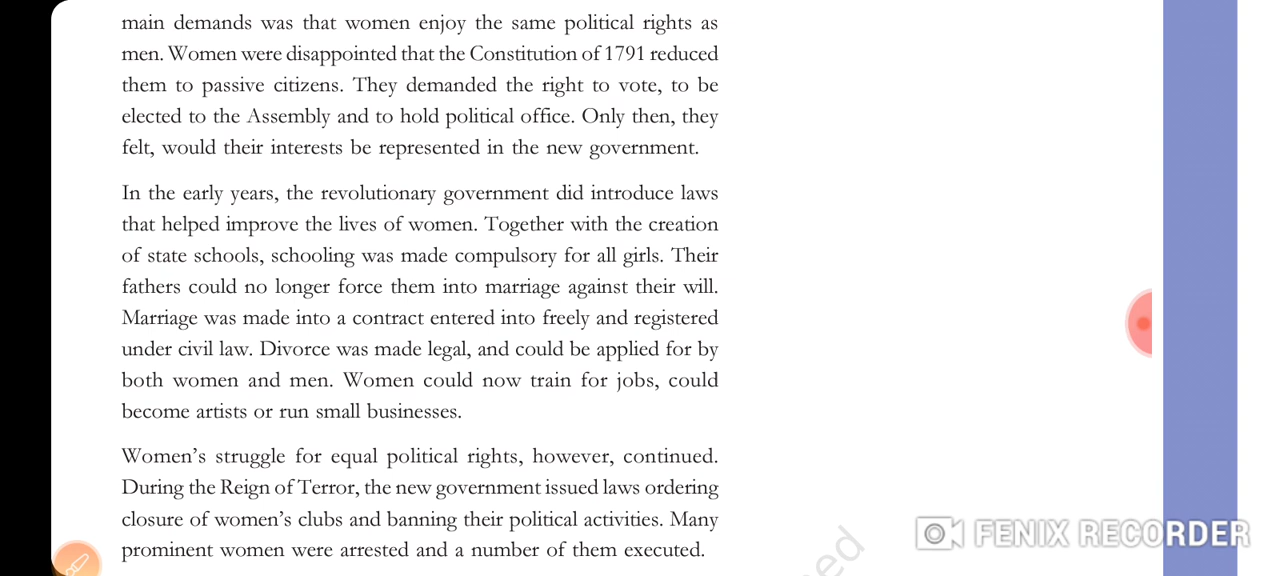 main demands was that women enjoy the same political rights as
men. Women were disappointed that the Constitution of 1791 reduced
them to passive citizens. They demanded the right to vote, to be
elected to the Assembly and to hold political office. Only then, they
felt, would their interests be represented in the new government.
In the early years, the revolutionary government did introduce laws
that helped improve the lives of women. Together with the creation
of state schools, schooling was made compulsory for all girls. Their
fathers could no longer force them into marriage against their will.
Marriage was made into a contract entered into freely and registered
under civil law. Divorce was made legal, and could be applied for by
both women and men. Women could now train for jobs, could
become artists or run small businesses.
Women’s struggle for equal political rights, however, continued.
During the Reign of Terror, the new government issued laws ordering
closure of women’s clubs and banning their political activities. Many
prominent women were arrested and a number of them executed.
FENIX RECORDER